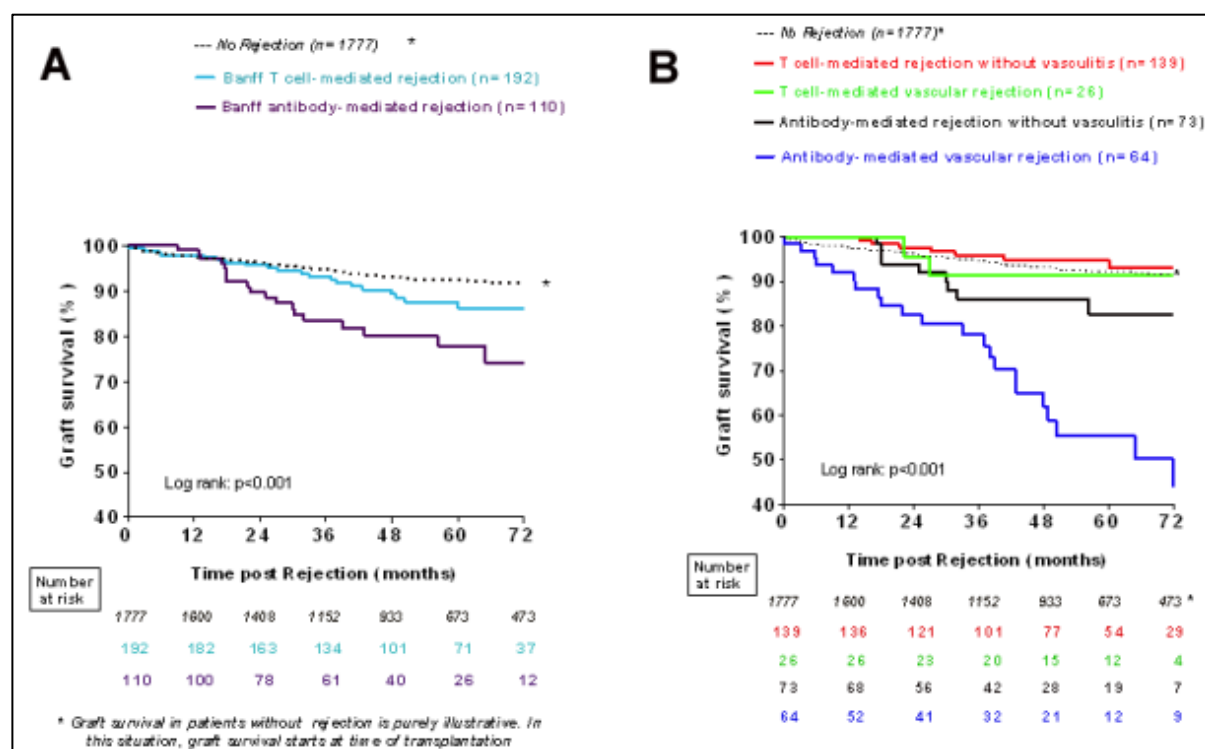 A
--- No Rejection (n=1777) *
Banff T cell-mediated rejection (n=192)
Banff antibody-mediated rejection (n=110)
Graft survival (%)
100
90
80
70
60
50
40
Log rank: p<0.001
*
0 12 24 36 48 60 72
Time post Rejection (months)
Number
at risk
1777 1600 1408 1152 933 673 473
192 182 163 134 101 71 37
110 100 78 61 40 26 12
* Graft survival in patients without rejection is purely illustrative. In
this situation, graft survival starts at time of transplantation
B
--- No Rejection (n=1777)*
T cell-mediated rejection without vasculitis (n=139)
T cell-mediated vascular rejection (n=26)
Antibody-mediated rejection without vasculitis (n=73)
Antibody-mediated vascular rejection (n=64)
Graft survival (%)
100
90
80
70
60
50
40
Log rank: p<0.001
*
0 12 24 36 48 60 72
Time post Rejection (months)
Number
at risk
1777 1600 1408 1152 933 673 473 *
139 136 121 101 77 54 29
26 26 23 20 15 12 4
73 68 56 42 28 19 7
64 52 41 32 21 12 9